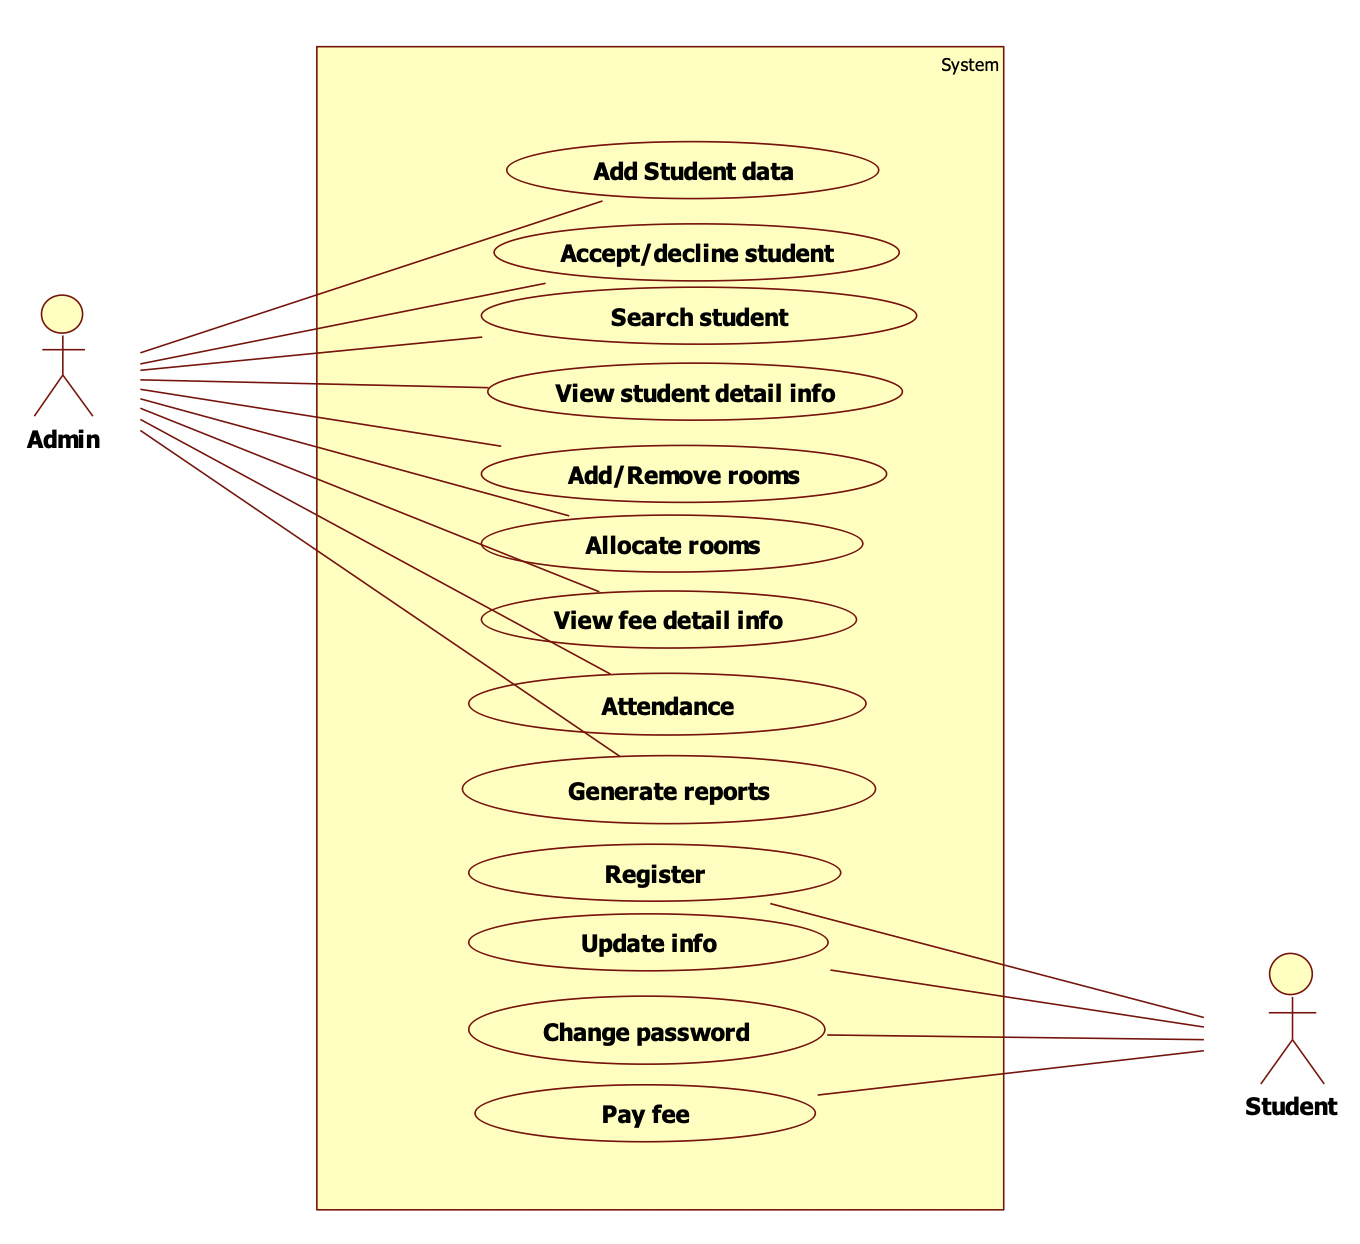 System
Add Student data
Accept/decline student
Search student
View student detail info
Admin
Add/Remove rooms
Allocate rooms
View fee detail info
Attendance
Generate reports
Register
Update info
Change password
Student
Pay fee